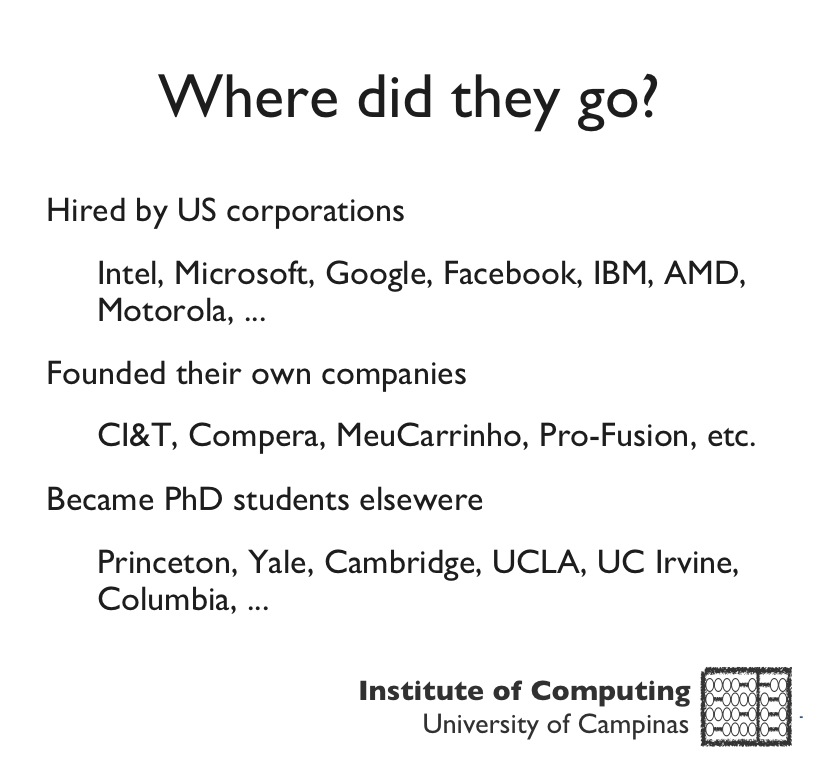 Where did they go?
Hired by US corporations
Intel, Microsoft, Google, Facebook, IBM, AMD,
Motorola, ...
Founded their own companies
CI&T, Compera, MeuCarrinho, Pro-Fusion, etc.
Became PhD students elsewere
Princeton, Yale, Cambridge, UCLA, UC Irvine,
Columbia, ...
Institute of Computing
University of Campinas